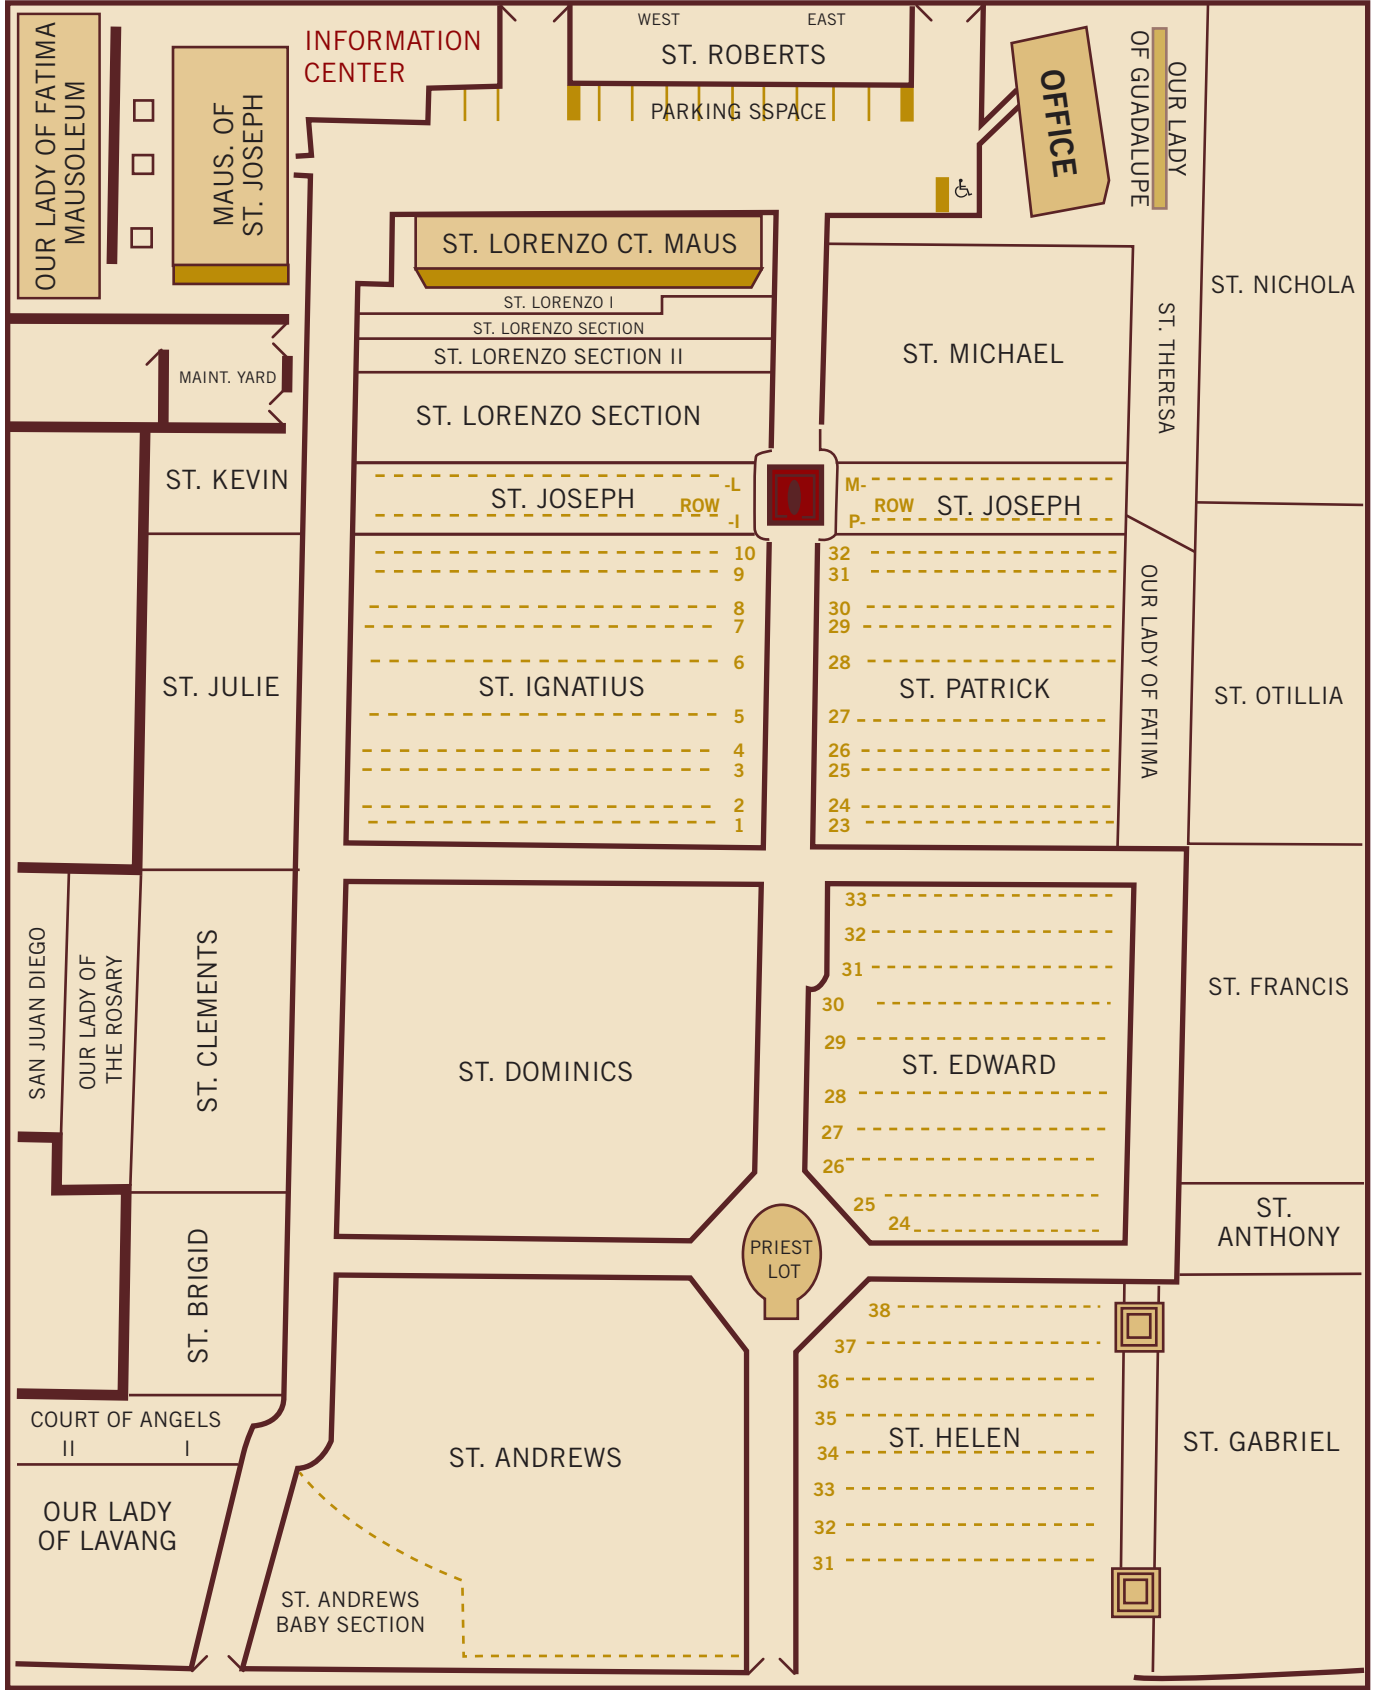 OUR LADY OF FATIMA
MAUSOLEUM
MAUS. OF
ST. JOSEPH
INFORMATION
CENTER
WEST
EAST
ST. ROBERTS
PARKING SSPACE
OFFICE
OUR LADY
OF GUADALUPE
ST. LORENZO CT. MAUS
ST. LORENZO I
ST. LORENZO SECTION
ST. LORENZO SECTION II
ST. LORENZO SECTION
ST. MICHAEL
ST. THERESA
ST. NICHOLA
MAINT. YARD
ST. KEVIN
ST. JOSEPH
ROW
-L
-I
M-
ROW
P-
ST. JOSEPH
ST. JULIE
ST. IGNATIUS
10
9
8
7
6
5
4
3
2
1
32
31
30
29
28
27
26
25
24
23
ST. PATRICK
OUR LADY OF FATIMA
ST. OTILLIA
SAN JUAN DIEGO
OUR LADY OF
THE ROSARY
ST. CLEMENTS
ST. DOMINICS
33
32
31
30
29
28
27
26
25
24
ST. EDWARD
ST. FRANCIS
ST.
ANTHONY
ST. BRIGID
PRIEST
LOT
COURT OF ANGELS
II
I
OUR LADY
OF LAVANG
ST. ANDREWS
ST. ANDREWS
BABY SECTION
38
37
36
35
34
33
32
31
ST. HELEN
ST. GABRIEL